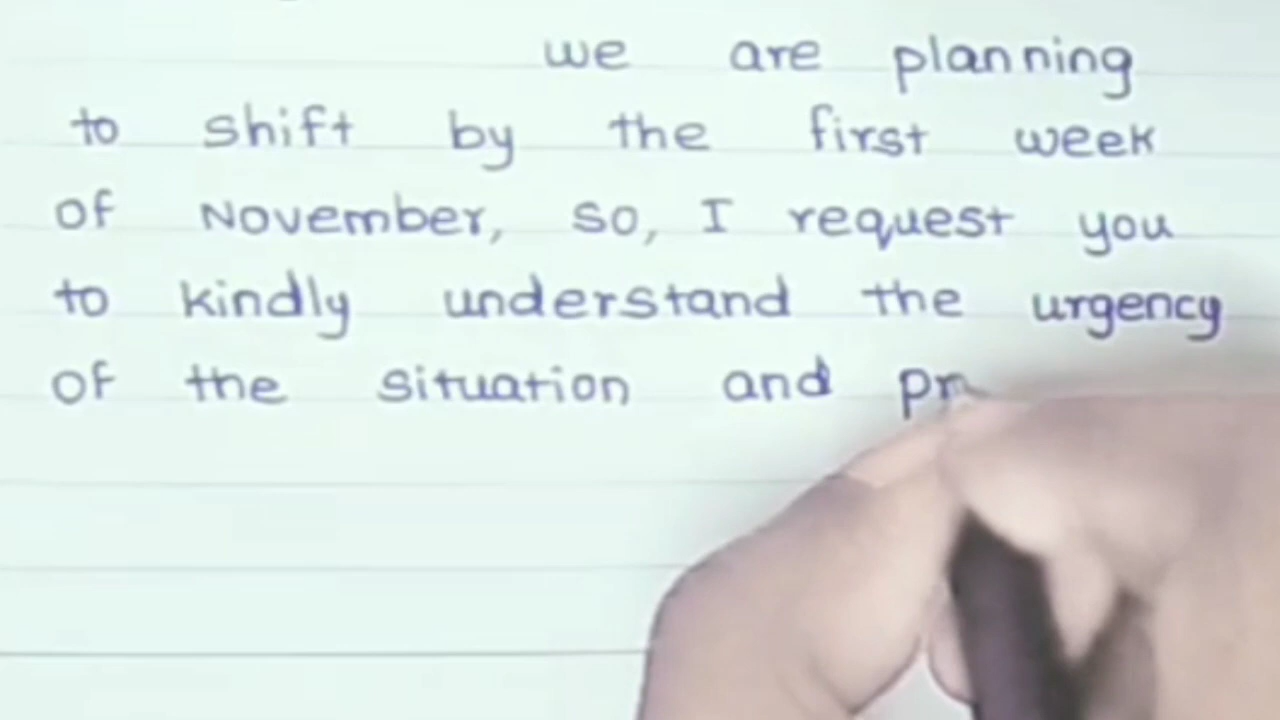 we are planning
to shift by the first week
of November, so, I request you
to kindly understand the urgency
of the situation and